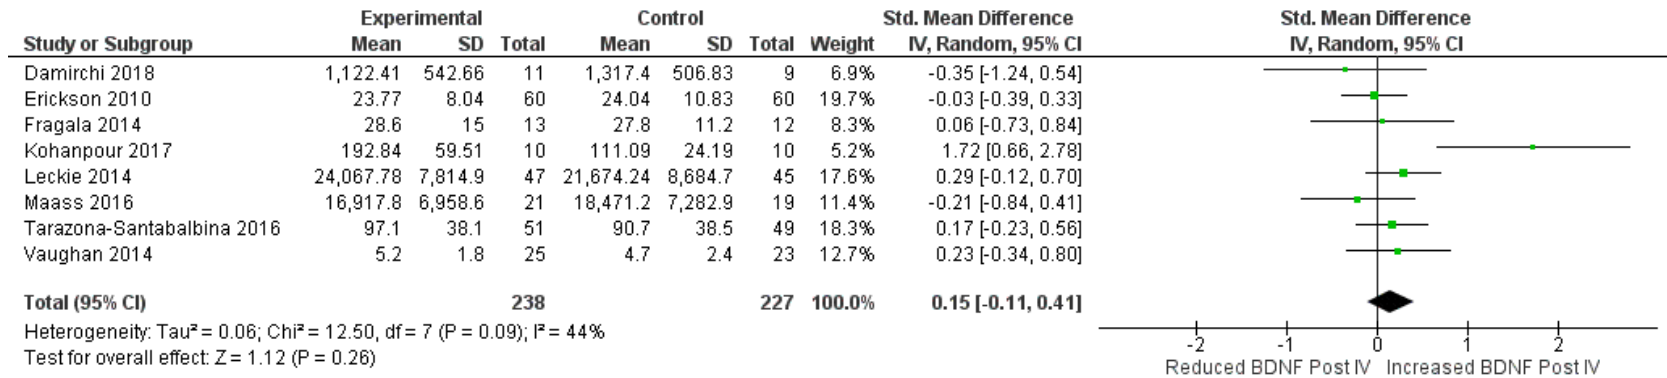 Experimental Control Std. Mean Difference Std. Mean Difference
Study or Subgroup Mean SD Total Mean SD Total Weight IV, Random, 95% CI IV, Random, 95% CI
Damirchi 2018 1,122.41 542.66 11 1,317.4 506.83 9 6.9% -0.35 [-1.24, 0.54]
Erickson 2010 23.77 8.04 60 24.04 10.83 60 19.7% -0.03 [-0.39, 0.33]
Fragala 2014 28.6 15 13 27.8 11.2 12 8.3% 0.06 [-0.73, 0.84]
Kohanpour 2017 192.84 59.51 10 111.09 24.19 10 5.2% 1.72 [0.66, 2.78]
Leckie 2014 24,067.78 7,814.9 47 21,674.24 8,684.7 45 17.6% 0.29 [-0.12, 0.70]
Maass 2016 16,917.8 6,958.6 21 18,471.2 7,282.9 19 11.4% -0.21 [-0.84, 0.41]
Tarazona-Santabalbina 2016 97.1 38.1 51 90.7 38.5 49 18.3% 0.17 [-0.23, 0.56]
Vaughan 2014 5.2 1.8 25 4.7 2.4 23 12.7% 0.23 [-0.34, 0.80]
Total (95% CI) 238 227 100.0% 0.15 [-0.11, 0.41]
Heterogeneity: Tau² = 0.06; Chi² = 12.50, df = 7 (P = 0.09); I² = 44%
Test for overall effect: Z = 1.12 (P = 0.26)
-2 -1 0 1 2
Reduced BDNF Post IV Increased BDNF Post IV